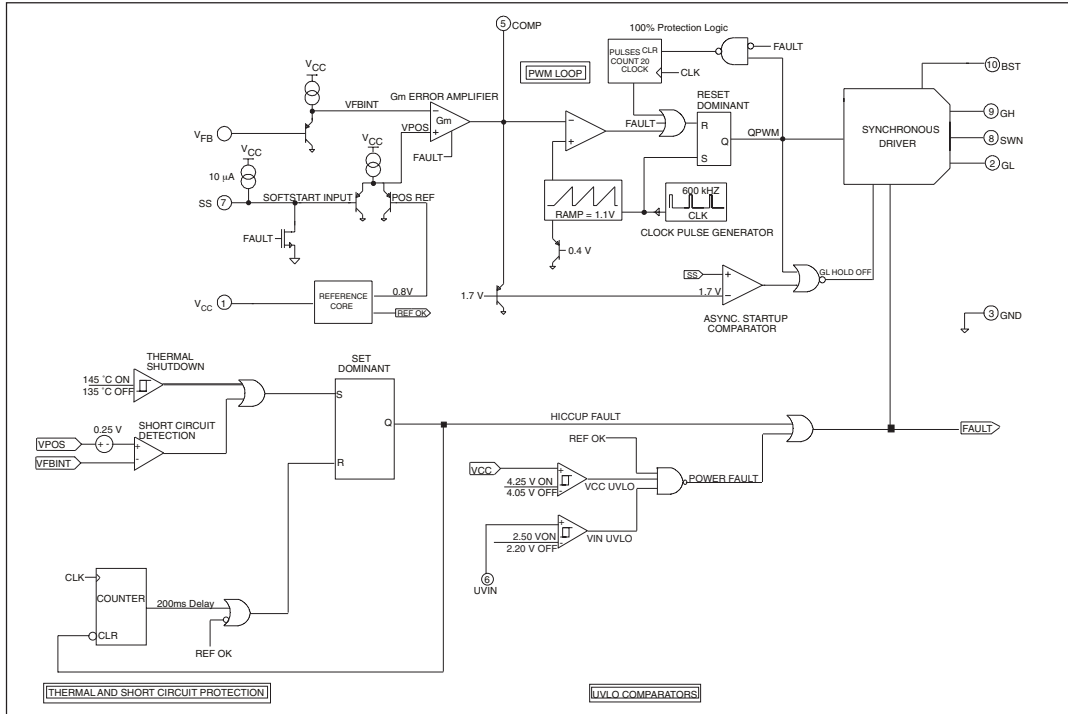 5 COMP
100% Protection Logic
PULSES CLR
COUNT 20
CLOCK
FAULT
CLK
10 BST
VCC
PWM LOOP
Gm ERROR AMPLIFIER
VFBINT
RESET
DOMINANT
VFB
Gm
VPOS
FAULT
FAULT
R
QPWM
Q
S
SYNCHRONOUS
DRIVER
9 GH
8 SWN
2 GL
VCC
VCC
10 µA
SS 7
SOFTSTART INPUT
POS REF
RAMP = 1.1V
600 kHZ
CLK
CLOCK PULSE GENERATOR
FAULT
0.4 V
GL HOLD OFF
SS
VCC 1
REFERENCE
CORE
0.8V
REF OK
1.7 V
1.7 V
ASYNC. STARTUP
COMPARATOR
3 GND
THERMAL
SHUTDOWN
SET
DOMINANT
145 ˚C ON
135 ˚C OFF
S
Q
HICCUP FAULT
0.25 V
SHORT CIRCUIT
DETECTION
VPOS
+ -
VFBINT
R
REF OK
FAULT
VCC
4.25 V ON
4.05 V OFF
VCC UVLO
POWER FAULT
2.50 VON
2.20 V OFF
VIN UVLO
6
UVIN
CLK
COUNTER
200ms Delay
CLR
REF OK
THERMAL AND SHORT CIRCUIT PROTECTION
UVLO COMPARATORS